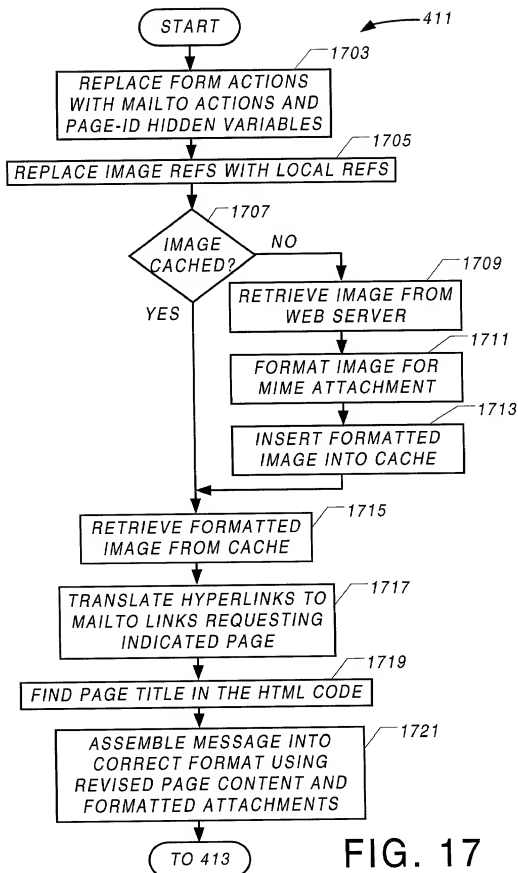 START
411
1703
REPLACE FORM ACTIONS
WITH MAILTO ACTIONS AND
PAGE-ID HIDDEN VARIABLES
1705
REPLACE IMAGE REFS WITH LOCAL REFS
1707
IMAGE
CACHED?
NO
YES
1709
RETRIEVE IMAGE FROM
WEB SERVER
1711
FORMAT IMAGE FOR
MIME ATTACHMENT
1713
INSERT FORMATTED
IMAGE INTO CACHE
1715
RETRIEVE FORMATTED
IMAGE FROM CACHE
1717
TRANSLATE HYPERLINKS TO
MAILTO LINKS REQUESTING
INDICATED PAGE
1719
FIND PAGE TITLE IN THE HTML CODE
1721
ASSEMBLE MESSAGE INTO
CORRECT FORMAT USING
REVISED PAGE CONTENT AND
FORMATTED ATTACHMENTS
TO 413
FIG. 17